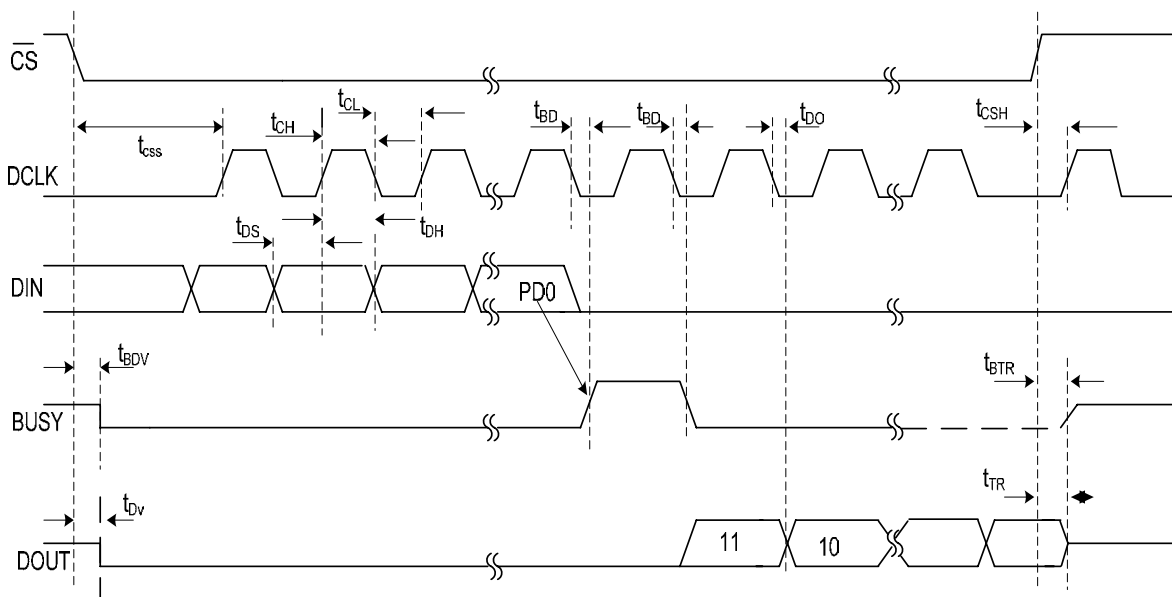 CS
tCSS
tCH
tCL
tBD
tBD
tDO
tCSH
DCLK
tDS
tDH
DIN
PD0
tBDV
tBTR
BUSY
tDv
tTR
DOUT
11
10